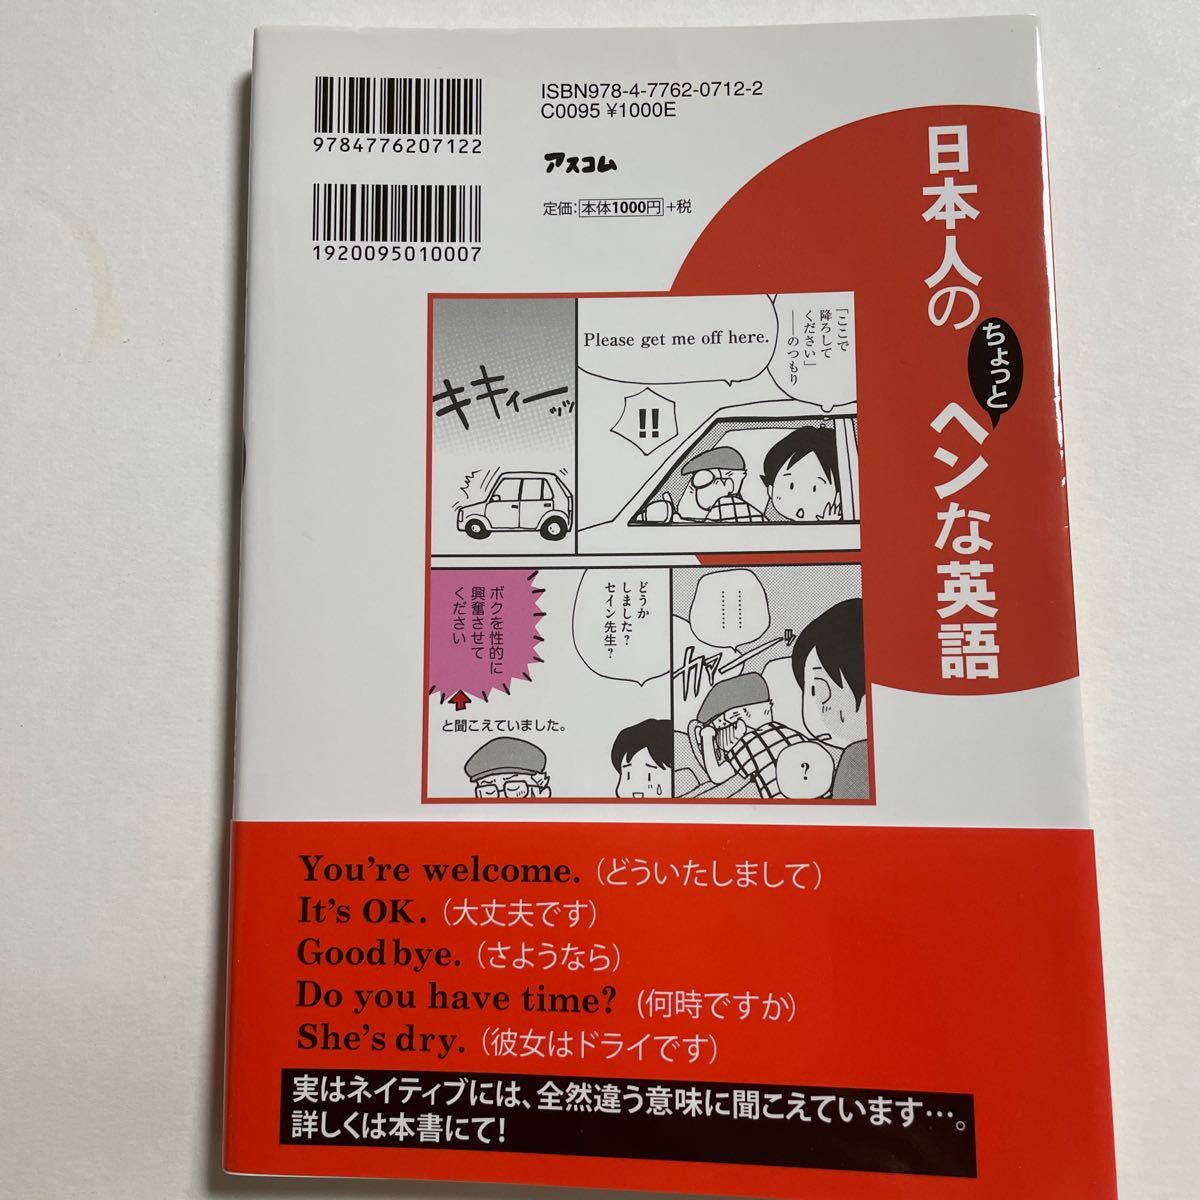 ISBN978-4-7762-0712-2
C0095 ¥1000E
9784776207122
アスコム
定価：本体1000円＋税
1920095010007
日本人の
ちょっと
ヘンな英語
「ここで
降ろして
ください」
——のつもり
Please get me off here.
!!
キキィーッッ
…………
…………
カァーーッ
?
どうか
しました？
セイン先生？
ボクを性的に
興奮させて
ください
と聞こえていました。
You're welcome.（どういたしまして）
It's OK.（大丈夫です）
Good bye.（さようなら）
Do you have time?（何時ですか）
She's dry.（彼女はドライです）
実はネイティブには、全然違う意味に聞こえています…。
詳しくは本書にて！